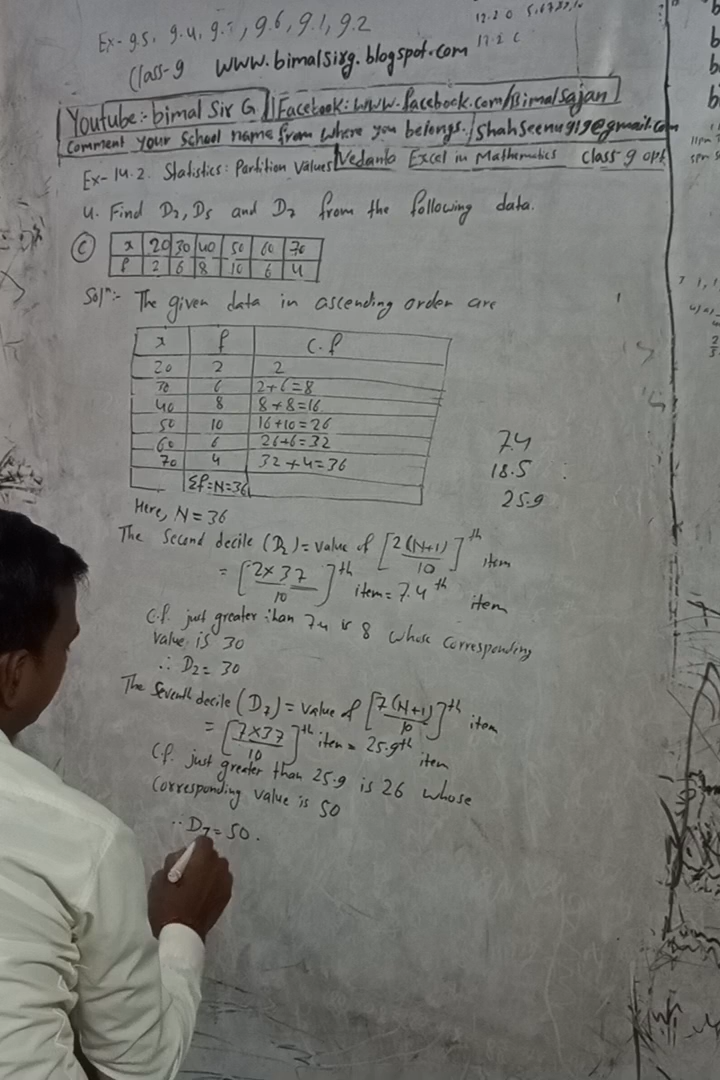 Ex- 9.5, 9.4, 9.7, 9.6, 9.1, 9.2
12.2 C
Class-9 www.bimalsirg.blogspot.com
Youtube:- bimal Sir G Facebook: www.facebook.com/Bimalsajan
Comment your School name from where you belongs. shahseenu919@gmail.com
Ex- 14.2. Statistics: Partition Values Vedanta Excel in Mathematics class-9 opt
4. Find D2, D5 and D7 from the following data.
(C) x 20 30 40 50 60 70
f 2 6 8 10 6 4
Solⁿ:- The given data in ascending order are
x f C.f
20 2 2
30 6 2+6=8
40 8 8+8=16
50 10 16+10=26
60 6 26+6=32
70 4 32+4=36
Σf=N=36
7.4
18.5
25.9
Here, N = 36
The Second decile (D2) = value of [2(N+1)/10]th item
= [2×37/10]th item = 7.4th item
C.f. just greater than 7.4 is 8 whose corresponding
value is 30
∴ D2 = 30
The Seventh decile (D7) = value of [7(N+1)/10]th item
= [7×37/10]th item = 25.9th item
C.f. just greater than 25.9 is 26 whose
Corresponding value is 50
∴ D7 = 50.